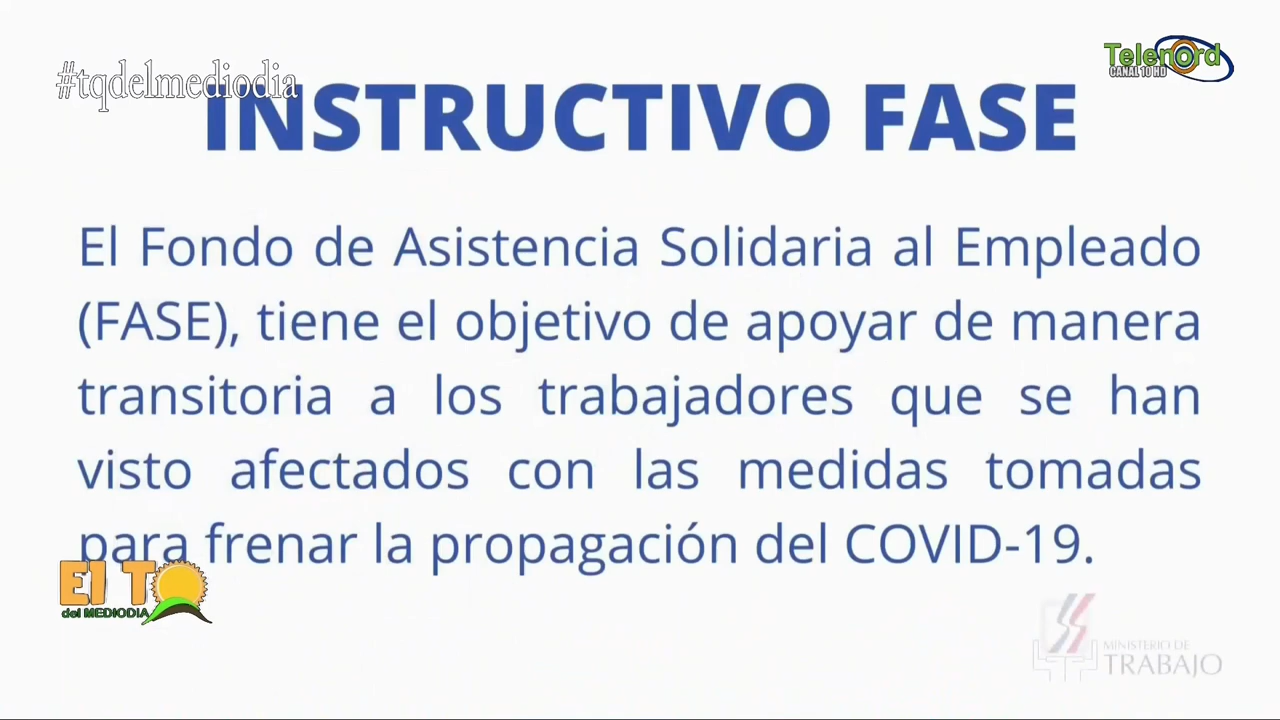 #tqdelmediodia
Telenord
CANAL 10 HD
INSTRUCTIVO FASE
El Fondo de Asistencia Solidaria al Empleado
(FASE), tiene el objetivo de apoyar de manera
transitoria a los trabajadores que se han
visto afectados con las medidas tomadas
para frenar la propagación del COVID-19.
El TO
del MEDIODIA
MINISTERIO DE
TRABAJO